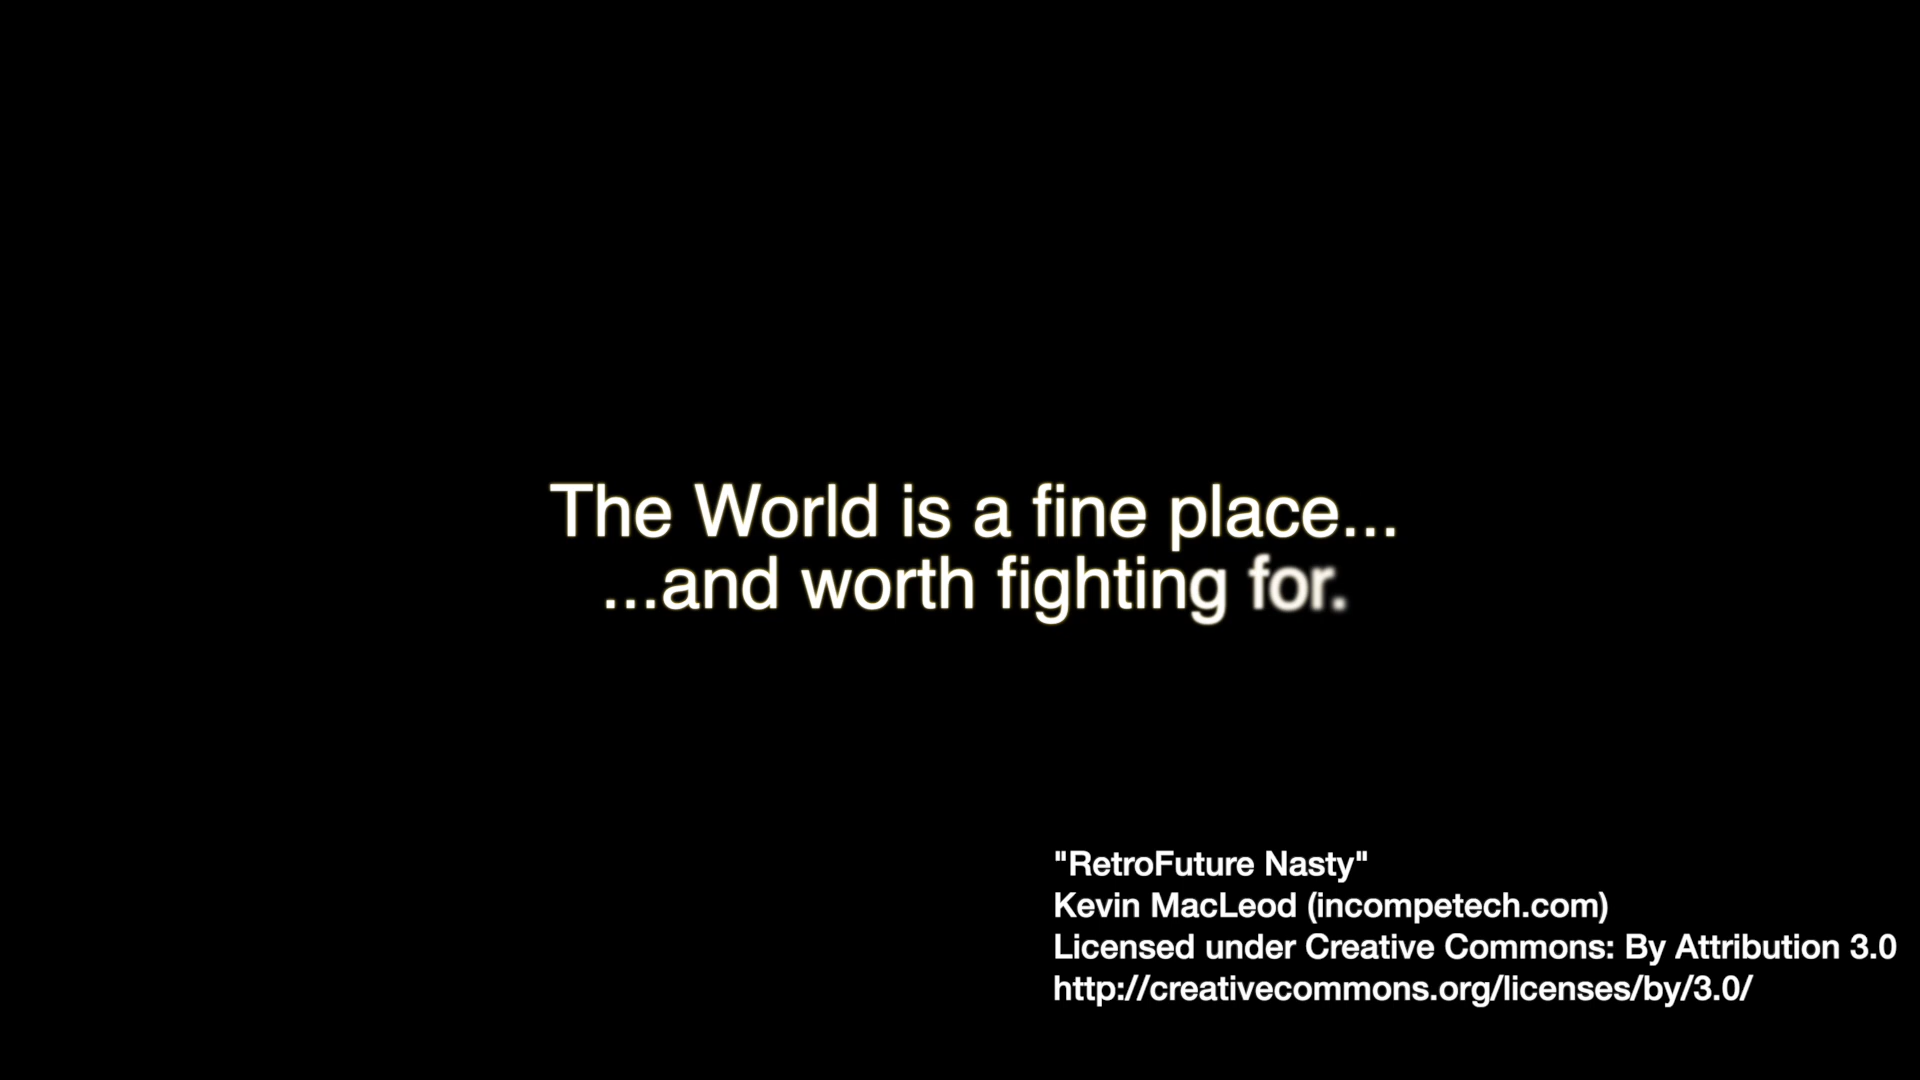 The World is a fine place...
...and worth fighting for.
"RetroFuture Nasty"
Kevin MacLeod (incompetech.com)
Licensed under Creative Commons: By Attribution 3.0
http://creativecommons.org/licenses/by/3.0/